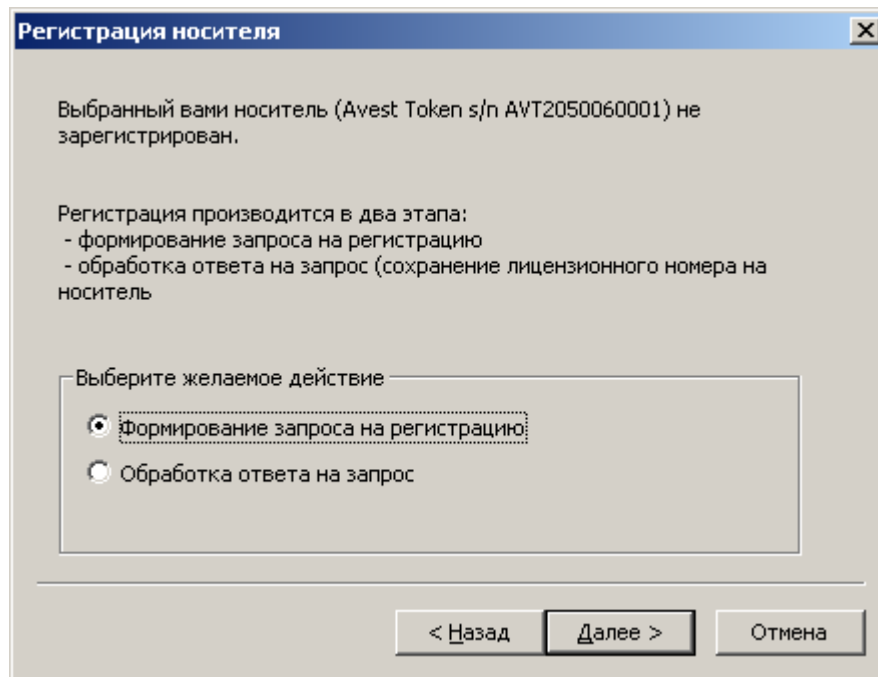 Регистрация носителя
Выбранный вами носитель (Avest Token s/n AVT2050060001) не
зарегистрирован.
Регистрация производится в два этапа:
- формирование запроса на регистрацию
- обработка ответа на запрос (сохранение лицензионного номера на
носитель
Выберите желаемое действие
Формирование запроса на регистрацию
Обработка ответа на запрос
< Назад Далее > Отмена